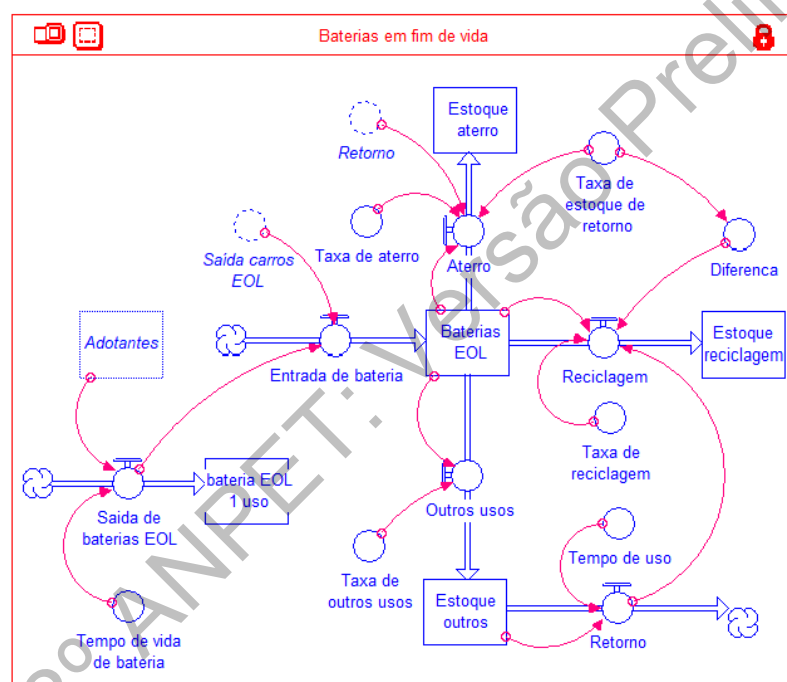 Baterias em fim de vida
Estoque
aterro
Retorno
Taxa de
estoque de
retorno
Taxa de aterro
Saida carros
EOL
Aterro
Diferenca
Adotantes
Baterias
EOL
Estoque
reciclagem
Entrada de bateria
Reciclagem
Taxa de
reciclagem
bateria EOL
1 uso
Saida de
baterias EOL
Outros usos
Tempo de uso
Taxa de
outros usos
Estoque
outros
Retorno
Tempo de vida
de bateria
º ANPET: Versão Prelin